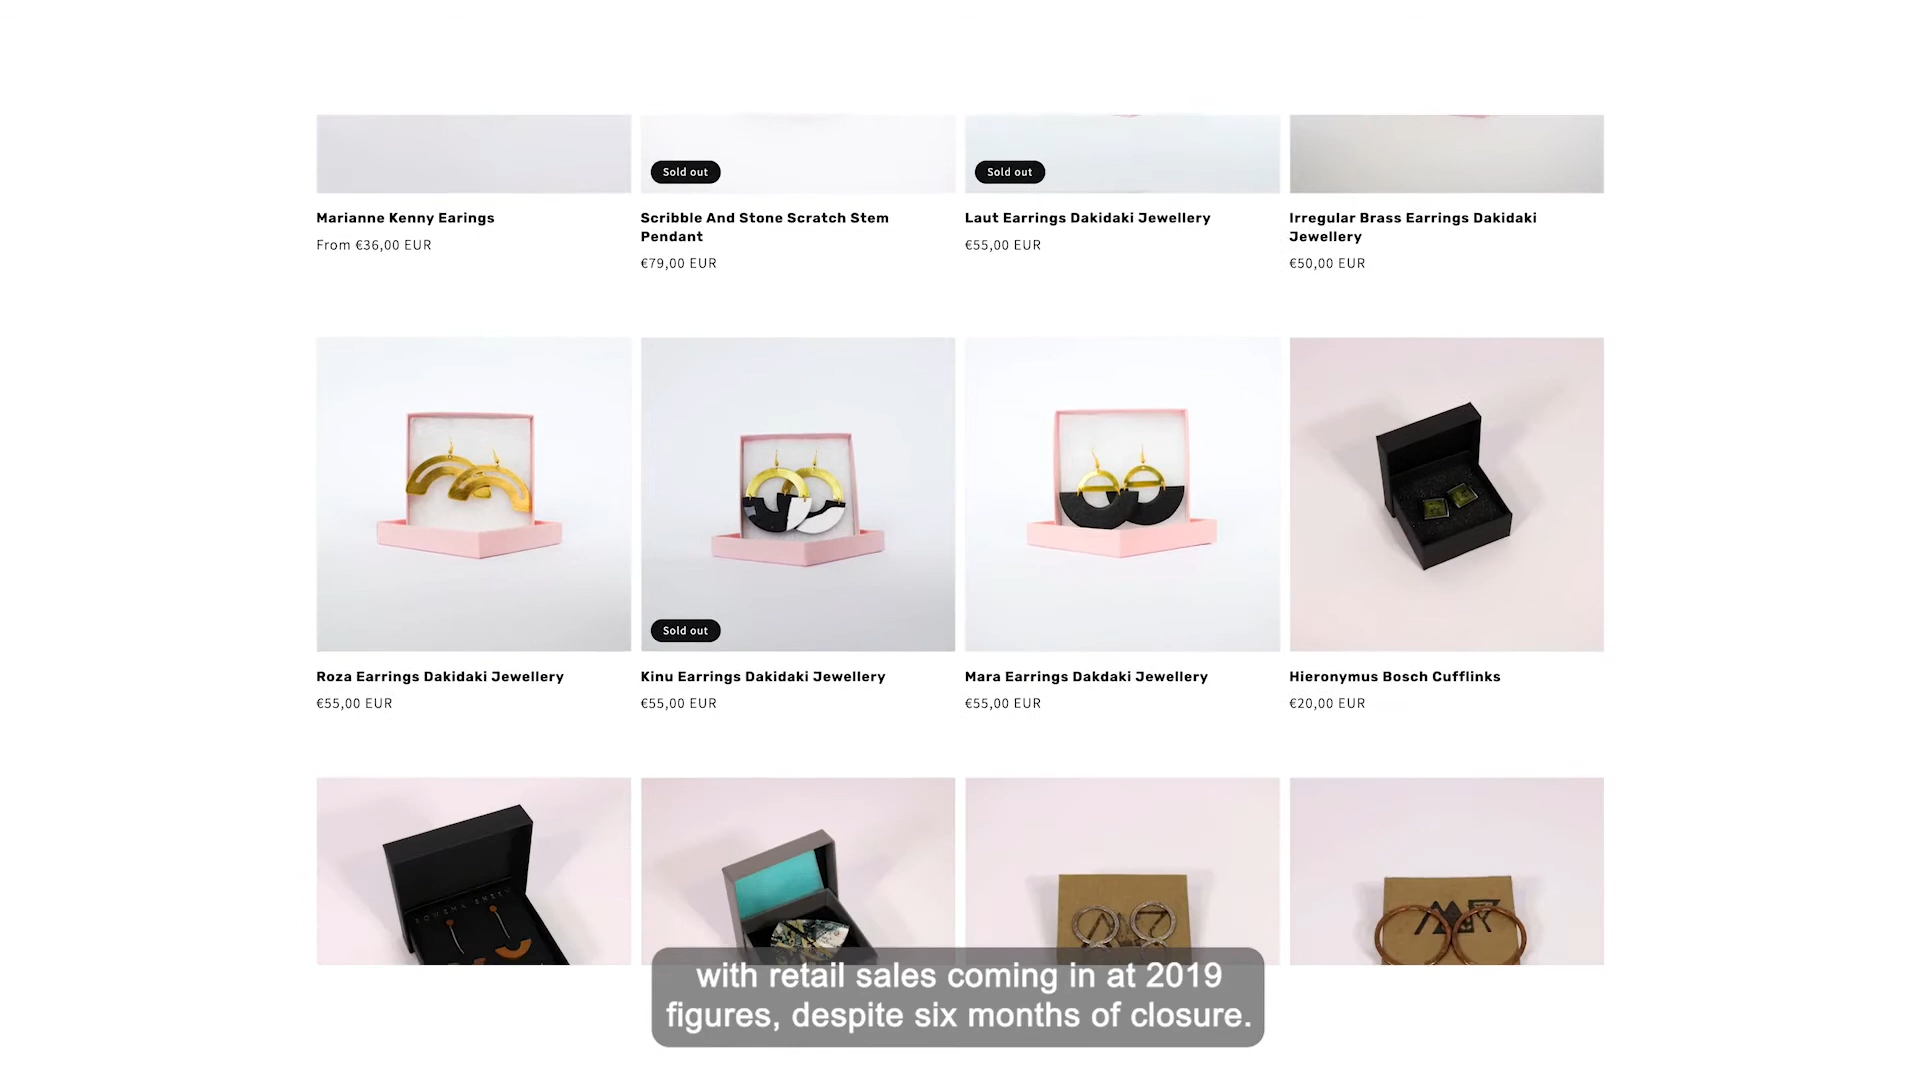 Sold out
Sold out
Marianne Kenny Earings
From €36,00 EUR
Scribble And Stone Scratch Stem
Pendant
€79,00 EUR
Laut Earrings Dakidaki Jewellery
€55,00 EUR
Irregular Brass Earrings Dakidaki
Jewellery
€50,00 EUR
Sold out
Roza Earrings Dakidaki Jewellery
€55,00 EUR
Kinu Earrings Dakidaki Jewellery
€55,00 EUR
Mara Earrings Dakdaki Jewellery
€55,00 EUR
Hieronymus Bosch Cufflinks
€20,00 EUR
with retail sales coming in at 2019
figures, despite six months of closure.